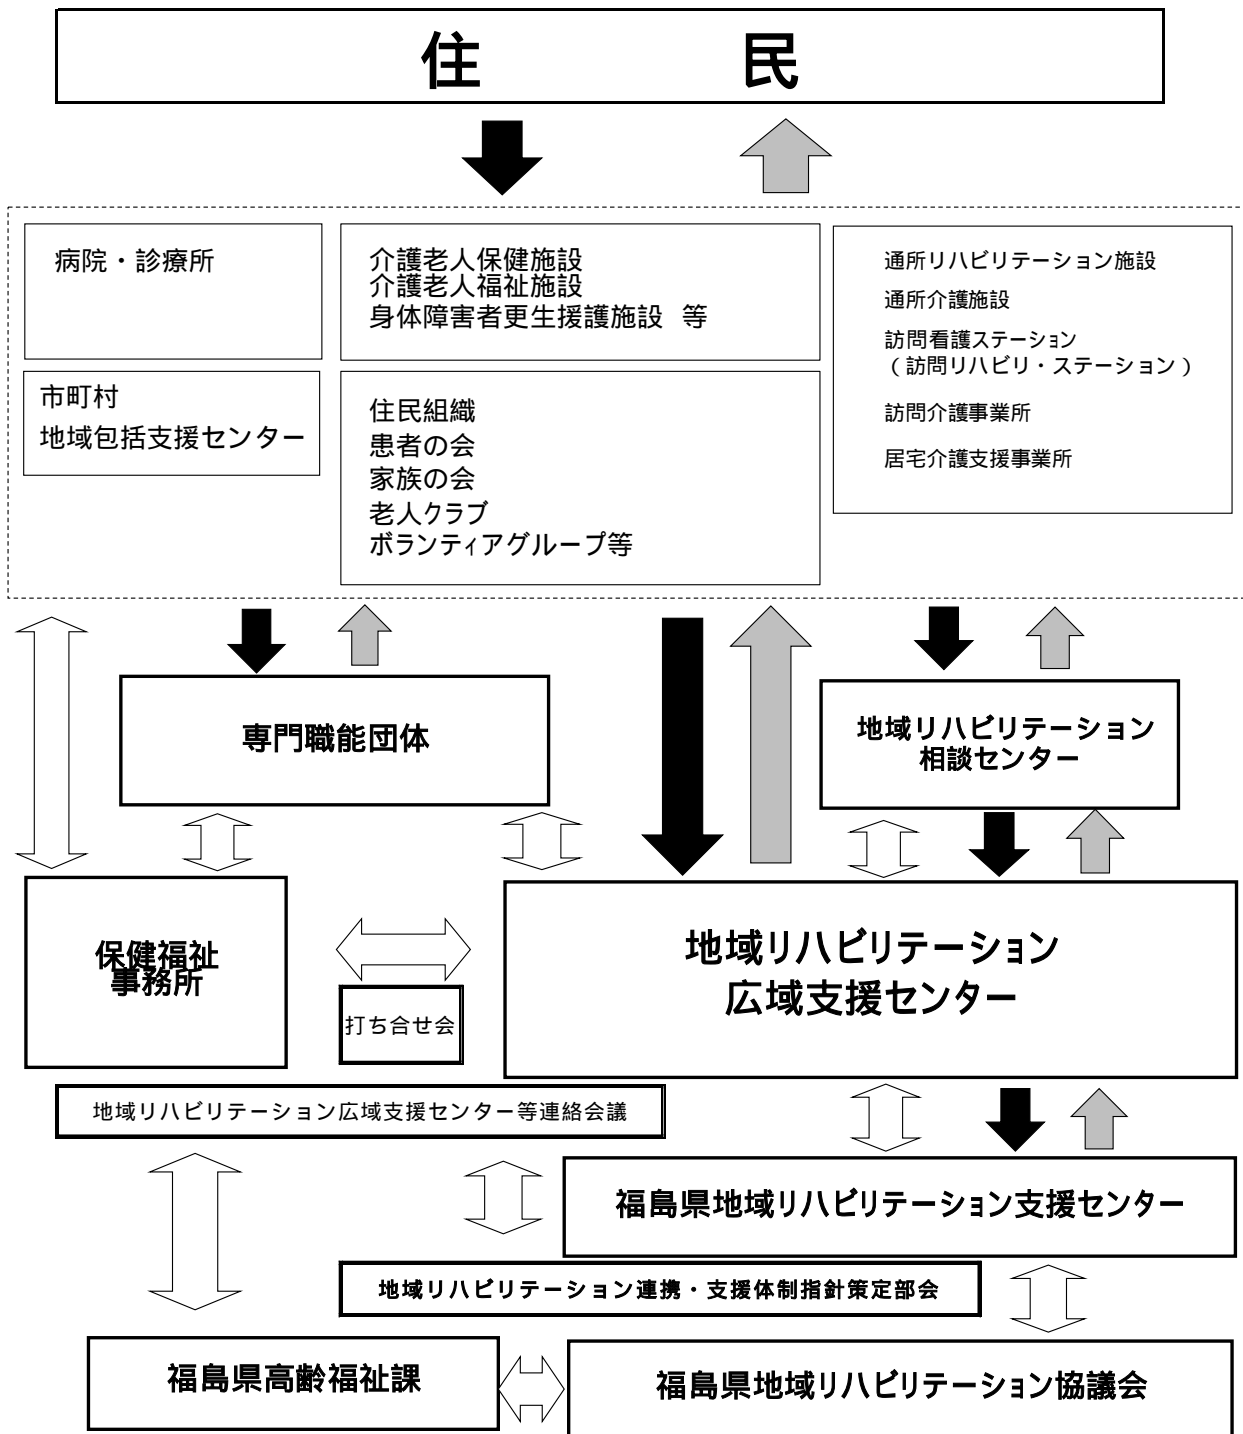 住　　民
病院・診療所
介護老人保健施設
介護老人福祉施設
身体障害者更生援護施設　等
通所リハビリテーション施設
通所介護施設
訪問看護ステーション
（訪問リハビリ・ステーション）
訪問介護事業所
居宅介護支援事業所
市町村
地域包括支援センター
住民組織
患者の会
家族の会
老人クラブ
ボランティアグループ等
専門職能団体
地域リハビリテーション
相談センター
保健福祉
事務所
打ち合せ会
地域リハビリテーション
広域支援センター
地域リハビリテーション広域支援センター等連絡会議
福島県地域リハビリテーション支援センター
地域リハビリテーション連携・支援体制指針策定部会
福島県高齢福祉課
福島県地域リハビリテーション協議会